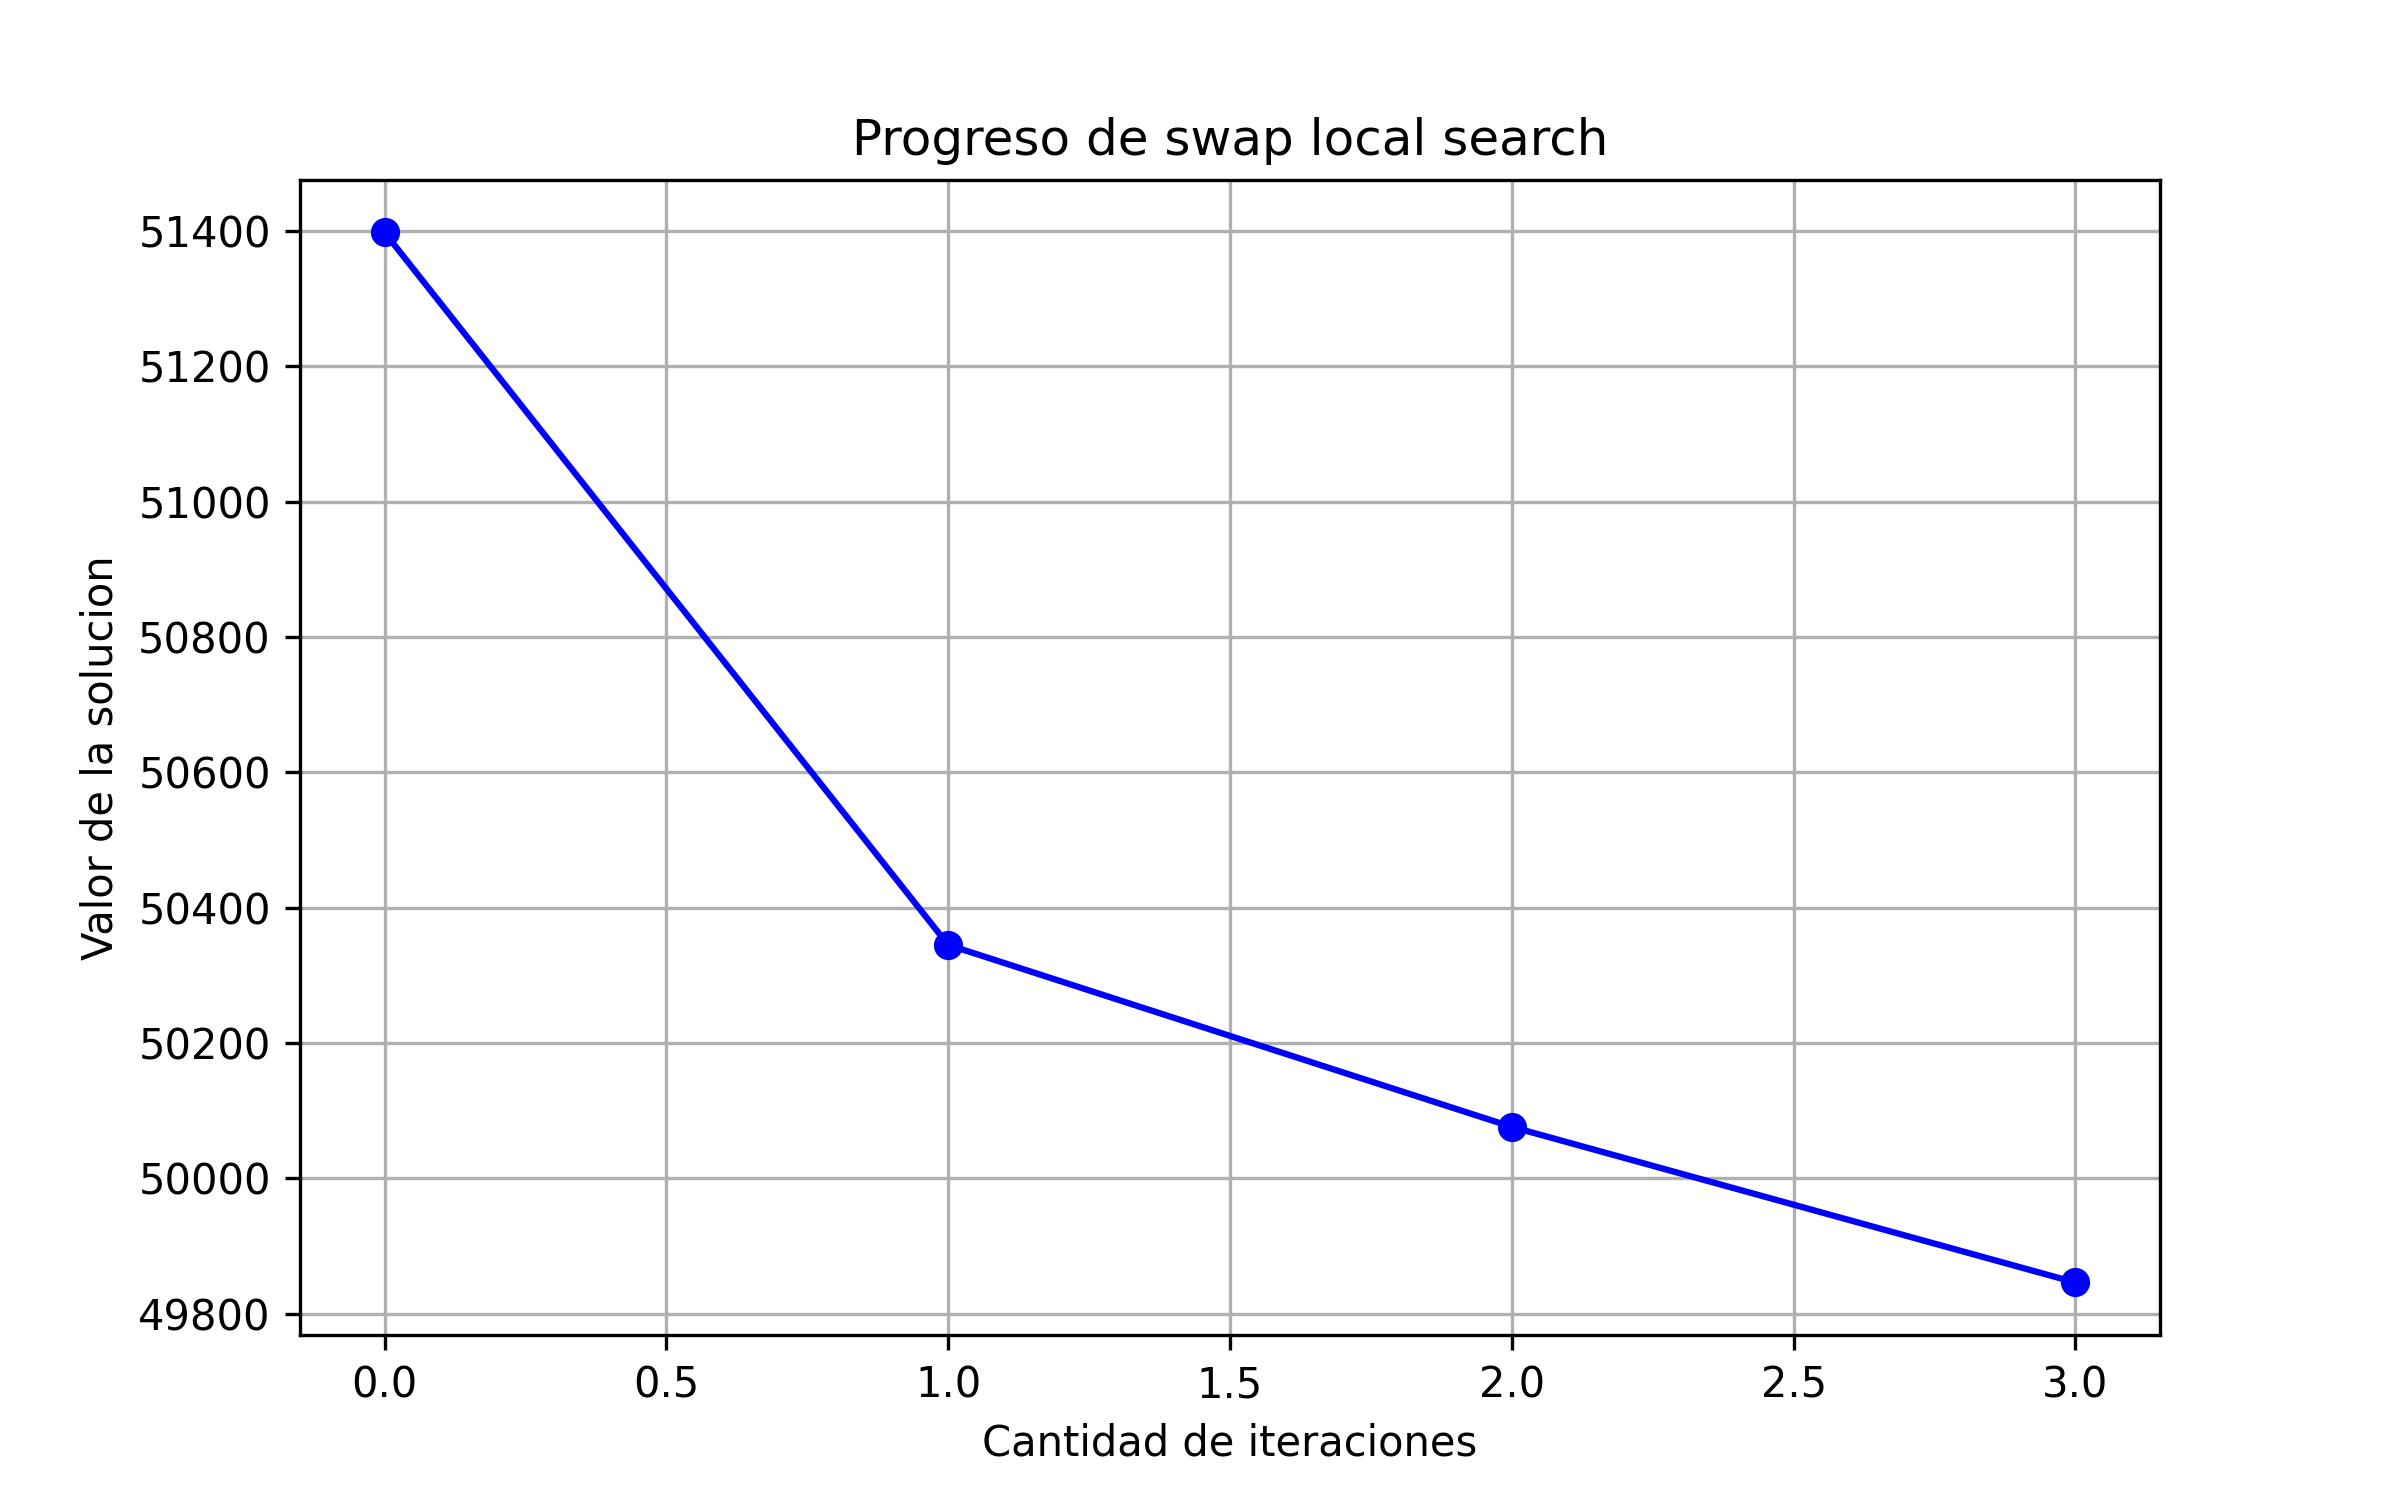 Progreso de swap local search
Valor de la solucion
51400
51200
51000
50800
50600
50400
50200
50000
49800
0.0 0.5 1.0 1.5 2.0 2.5 3.0
Cantidad de iteraciones